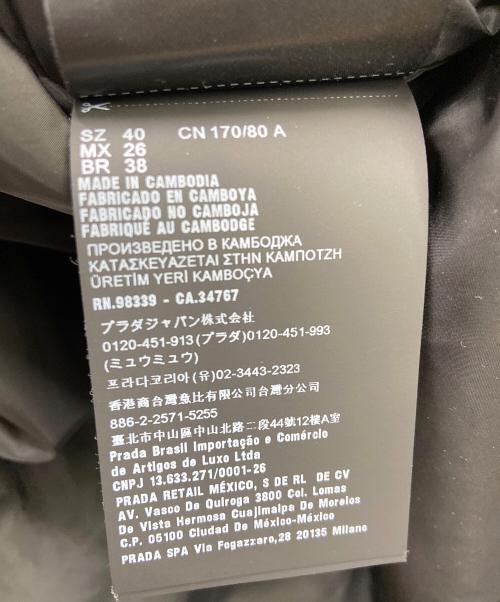 SZ 40 CN 170/80 A
MX 26
BR 38
MADE IN CAMBODIA
FABRICADO EN CAMBOYA
FABRICADO NO CAMBOJA
FABRIQUÉ AU CAMBODGE
ПРОИЗВЕДЕНО В КАМБОДЖА
ΚΑΤΑΣΚΕΥΑΖΕΤΑΙ ΣΤΗΝ ΚΑΜΠΟΤΖΗ
ÜRETİM YERİ KAMBOÇYA
RN.98339 - CA.34767
プラダジャパン株式会社
0120-451-913(プラダ)0120-451-993
(ミュウミュウ)
프라다코리아(유)02-3443-2323
香港商台灣魚比有限公司台灣分公司
886-2-2571-5255
臺北市中山區中山北路二段44號12樓A室
Prada Brasil Importação e Comércio
de Artigos de Luxo Ltda
CNPJ 13.633.271/0001-26
PRADA RETAIL MÉXICO, S DE RL DE CV
AV. Vasco De Quiroga 3800 Col. Lomas
De Vista Hermosa Cuajimalpa De Morelos
C.P. 05100 Ciudad De México-México
PRADA SPA Via Fogazzaro,28 20135 Milano